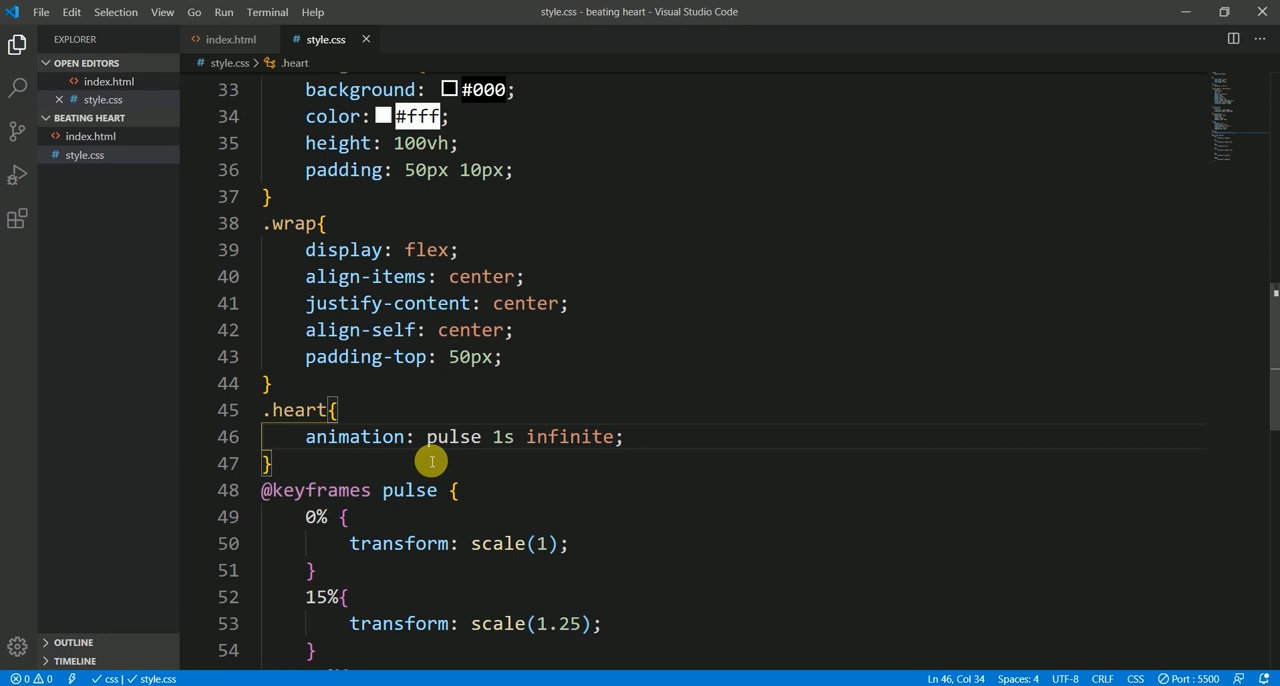 File Edit Selection View Go Run Terminal Help
style.css - beating heart - Visual Studio Code
EXPLORER
OPEN EDITORS
<> index.html
# style.css
BEATING HEART
<> index.html
# style.css
OUTLINE
TIMELINE
<> index.html
# style.css
# style.css > .heart
33 background: #000;
34 color: #fff;
35 height: 100vh;
36 padding: 50px 10px;
37 }
38 .wrap{
39 display: flex;
40 align-items: center;
41 justify-content: center;
42 align-self: center;
43 padding-top: 50px;
44 }
45 .heart{
46 animation: pulse 1s infinite;
47 }
48 @keyframes pulse {
49 0% {
50 transform: scale(1);
51 }
52 15%{
53 transform: scale(1.25);
54 }
0 0 css | style.css
Ln 46, Col 34 Spaces: 4 UTF-8 CRLF CSS Port : 5500